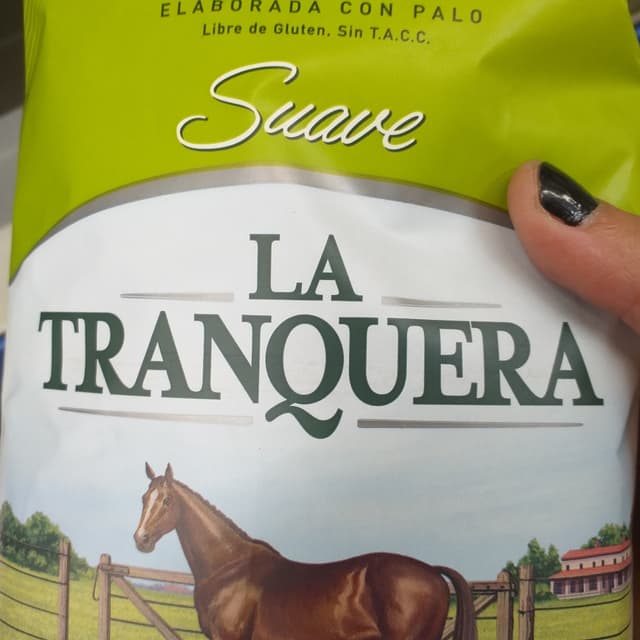 ELABORADA CON PALO
Libre de Gluten. Sin T.A.C.C.
Suave
LA
TRANQUERA